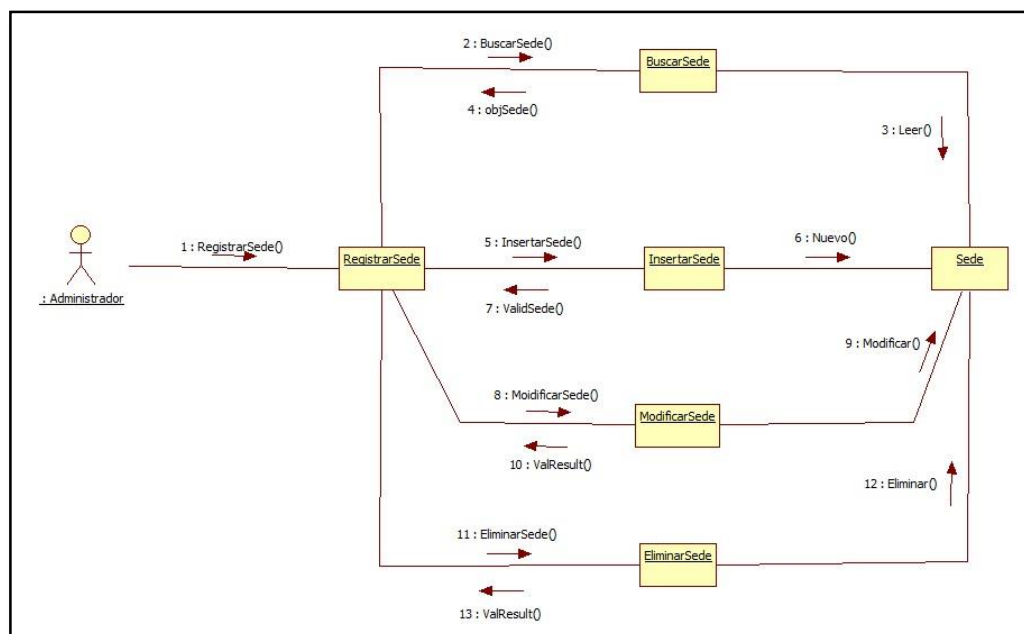 2 : BuscarSede()
BuscarSede
4 : objSede()
3 : Leer()
1 : RegistrarSede()
5 : InsertarSede()
6 : Nuevo()
RegistrarSede
InsertarSede
Sede
: Administrador
7 : ValidSede()
9 : Modificar()
8 : MoidificarSede()
ModificarSede
10 : ValResult()
12 : Eliminar()
11 : EliminarSede()
EliminarSede
13 : ValResult()